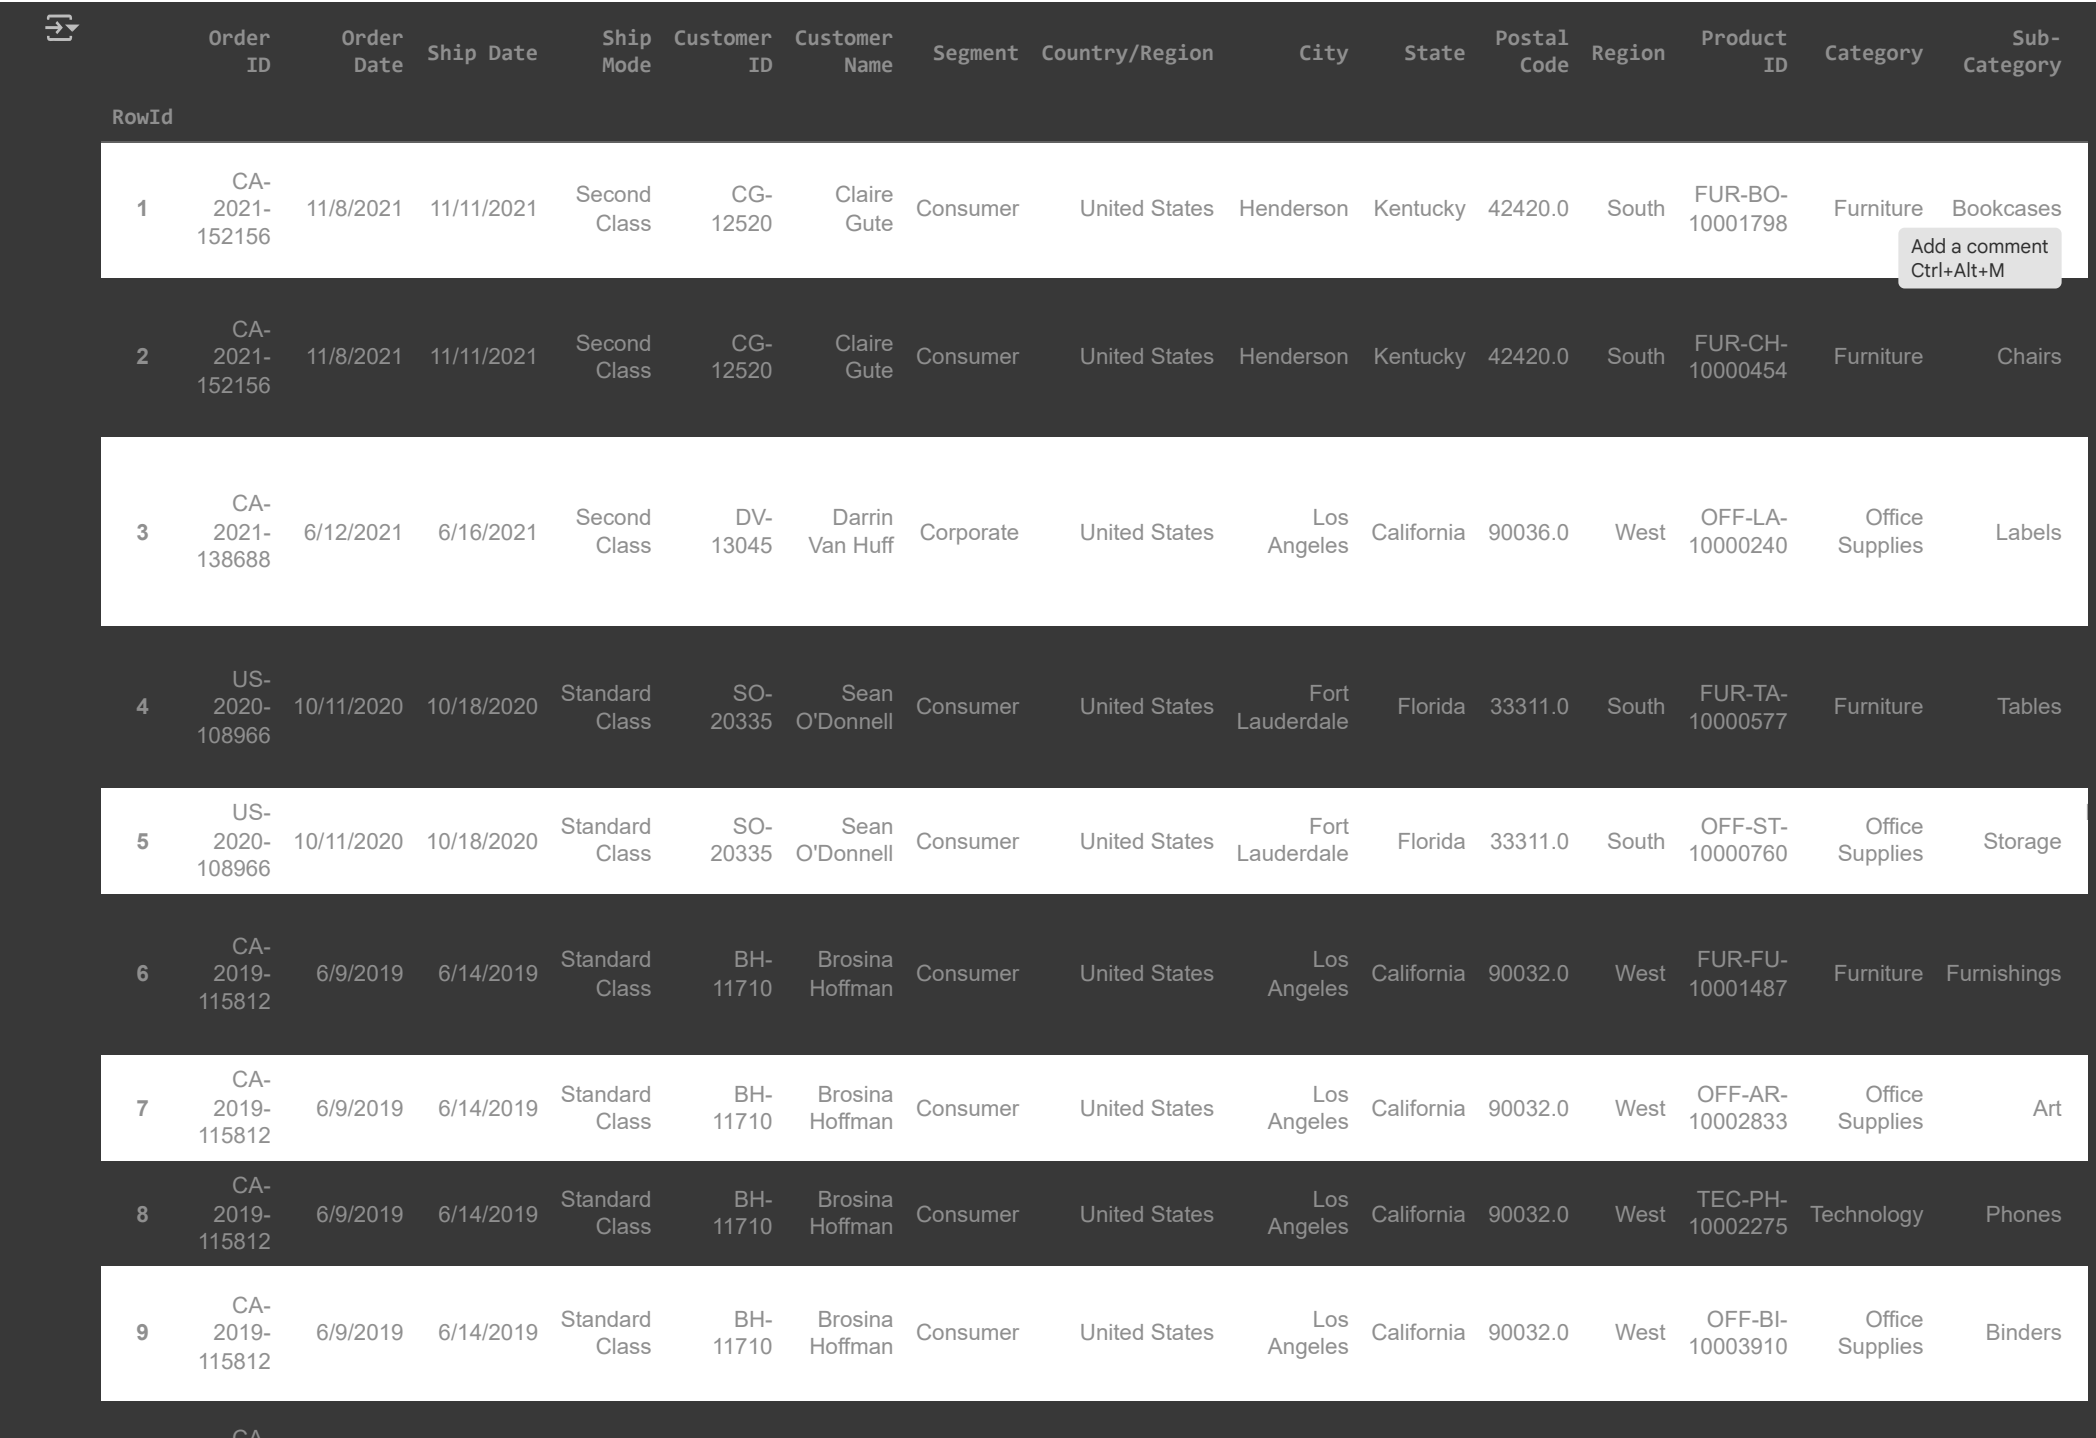 Order ID Order Date Ship Date Ship Mode Customer ID Customer Name Segment Country/Region City State Postal Code Region Product ID Category Sub-Category
RowId
1 CA-2021-152156 11/8/2021 11/11/2021 Second Class CG-12520 Claire Gute Consumer United States Henderson Kentucky 42420.0 South FUR-BO-10001798 Furniture Bookcases
Add a comment
Ctrl+Alt+M
2 CA-2021-152156 11/8/2021 11/11/2021 Second Class CG-12520 Claire Gute Consumer United States Henderson Kentucky 42420.0 South FUR-CH-10000454 Furniture Chairs
3 CA-2021-138688 6/12/2021 6/16/2021 Second Class DV-13045 Darrin Van Huff Corporate United States Los Angeles California 90036.0 West OFF-LA-10000240 Office Supplies Labels
4 US-2020-108966 10/11/2020 10/18/2020 Standard Class SO-20335 Sean O'Donnell Consumer United States Fort Lauderdale Florida 33311.0 South FUR-TA-10000577 Furniture Tables
5 US-2020-108966 10/11/2020 10/18/2020 Standard Class SO-20335 Sean O'Donnell Consumer United States Fort Lauderdale Florida 33311.0 South OFF-ST-10000760 Office Supplies Storage
6 CA-2019-115812 6/9/2019 6/14/2019 Standard Class BH-11710 Brosina Hoffman Consumer United States Los Angeles California 90032.0 West FUR-FU-10001487 Furniture Furnishings
7 CA-2019-115812 6/9/2019 6/14/2019 Standard Class BH-11710 Brosina Hoffman Consumer United States Los Angeles California 90032.0 West OFF-AR-10002833 Office Supplies Art
8 CA-2019-115812 6/9/2019 6/14/2019 Standard Class BH-11710 Brosina Hoffman Consumer United States Los Angeles California 90032.0 West TEC-PH-10002275 Technology Phones
9 CA-2019-115812 6/9/2019 6/14/2019 Standard Class BH-11710 Brosina Hoffman Consumer United States Los Angeles California 90032.0 West OFF-BI-10003910 Office Supplies Binders